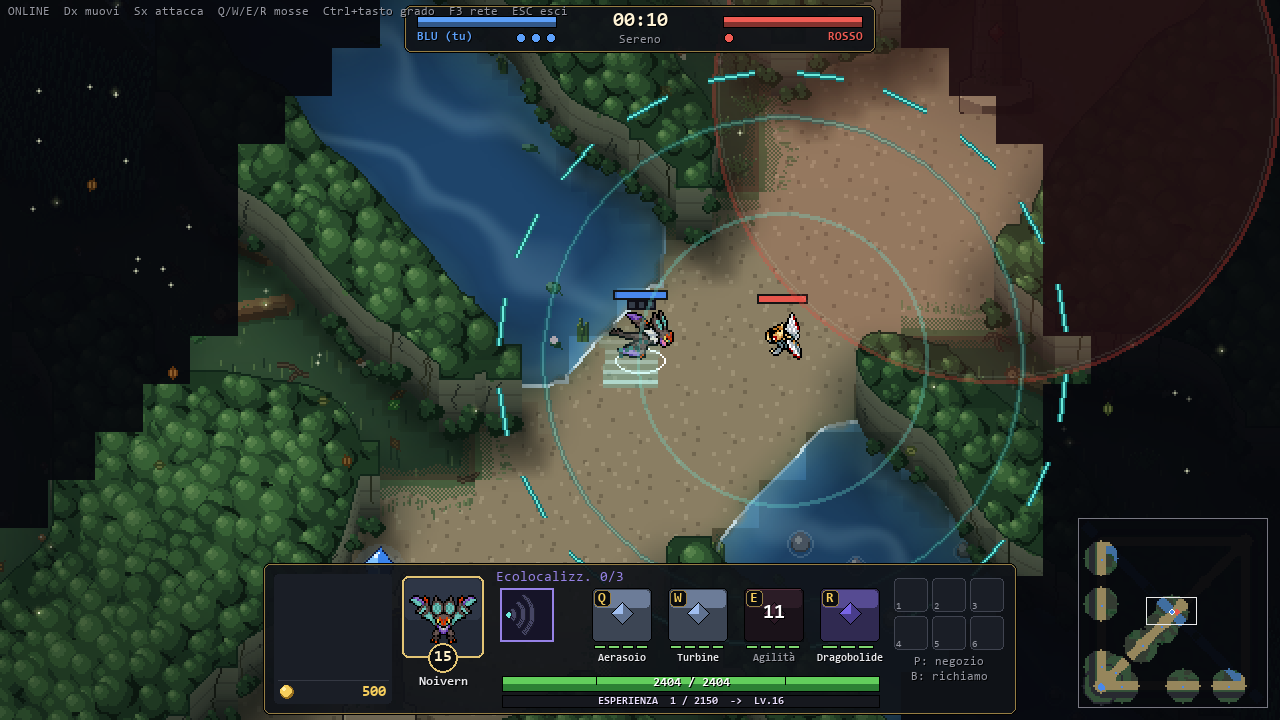 ONLINE Dx muovi Sx attacca Q/W/E/R mosse Ctrl+tasto grado F3 rete ESC esci
00:10
BLU (tu) Sereno ROSSO
Ecolocalizz. 0/3
Q W E R
11
1 2 3
4 5 6
15
Aerasoio Turbine Agilità Dragobolide
Noivern
P: negozio
B: richiamo
500
2404 / 2404
ESPERIENZA 1 / 2150 -> Lv.16